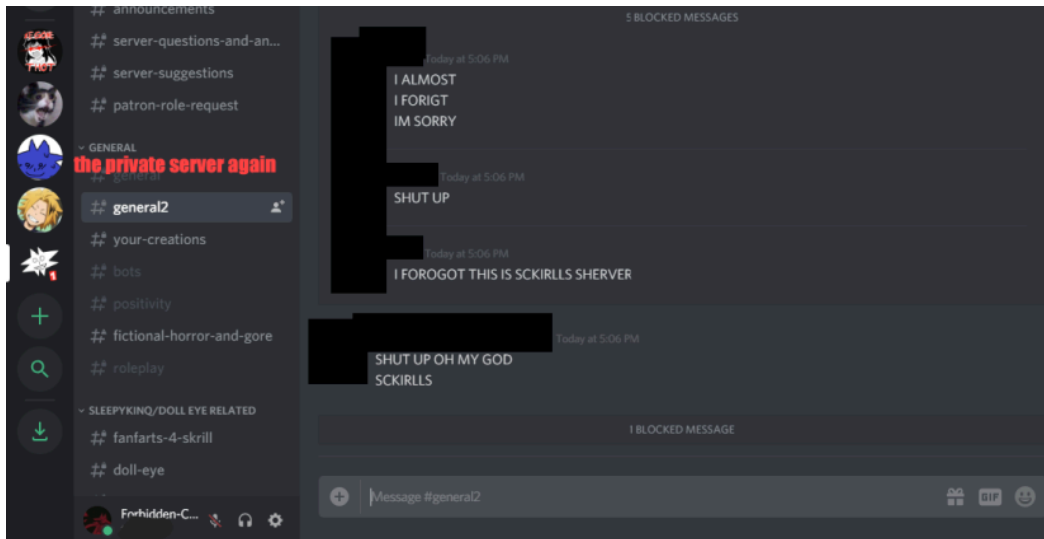 announcements
server-questions-and-an...
server-suggestions
patron-role-request
GENERAL
the private server again
general
general2
your-creations
bots
positivity
fictional-horror-and-gore
roleplay
SLEEPYKINQ/DOLL EYE RELATED
fanfarts-4-skrill
doll-eye
Forbidden-C...
5 BLOCKED MESSAGES
Today at 5:06 PM
I ALMOST
I FORIGT
IM SORRY
Today at 5:06 PM
SHUT UP
Today at 5:06 PM
I FOROGOT THIS IS SCKIRLLS SHERVER
Today at 5:06 PM
SHUT UP OH MY GOD
SCKIRLLS
1 BLOCKED MESSAGE
Message #general2
GIF